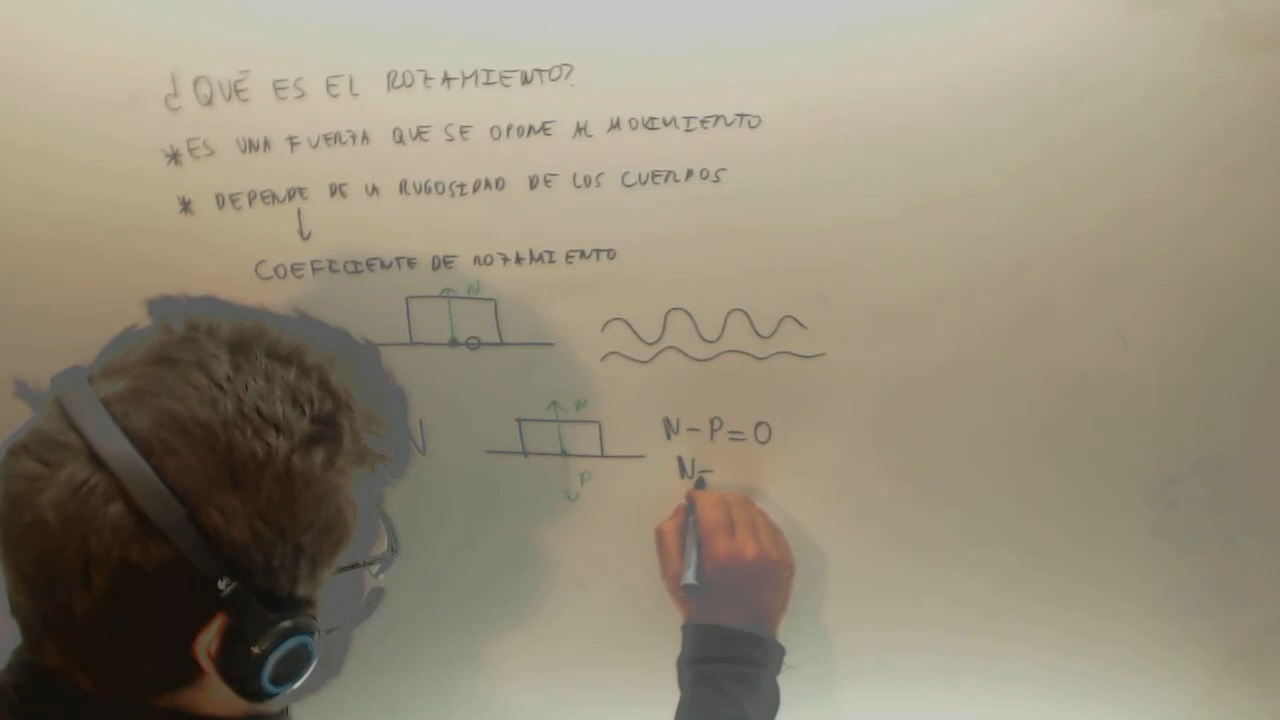 ¿QUÉ ES EL ROZAMIENTO?
*ES UNA FUERZA QUE SE OPONE AL MOVIMIENTO
* DEPENDE DE LA RUGOSIDAD DE LOS CUERPOS
↓
COEFICIENTE DE ROZAMIENTO
N
N
N
P
N-P=0
N=